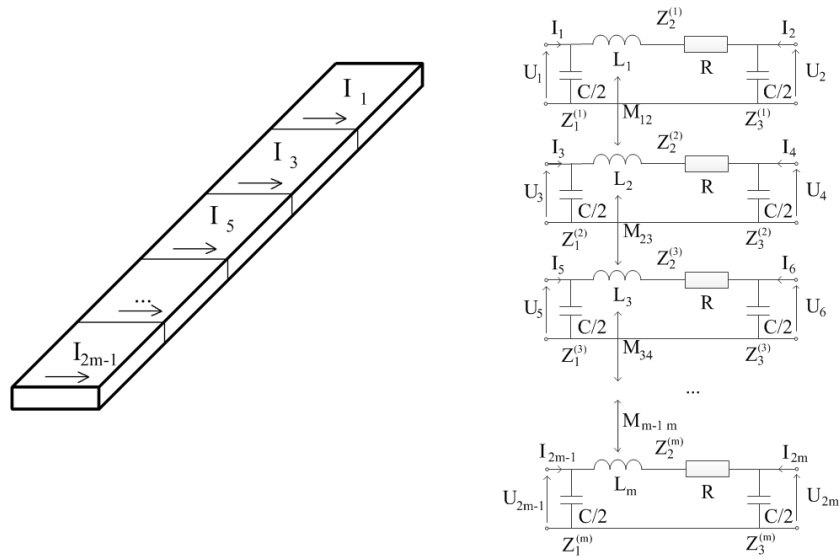 I 1
I 3
I 5
...
I2m-1
Z2(1)
I1 I2
L1 R
U1 C/2 C/2 U2
Z1(1) M12 Z3(1)
Z2(2)
I3 I4
L2 R
U3 C/2 C/2 U4
Z1(2) M23 Z3(2)
Z2(3)
I5 I6
L3 R
U5 C/2 C/2 U6
Z1(3) M34 Z3(3)
...
Mm-1 m
Z2(m)
I2m-1 I2m
Lm R
U2m-1 C/2 C/2 U2m
Z1(m) Z3(m)